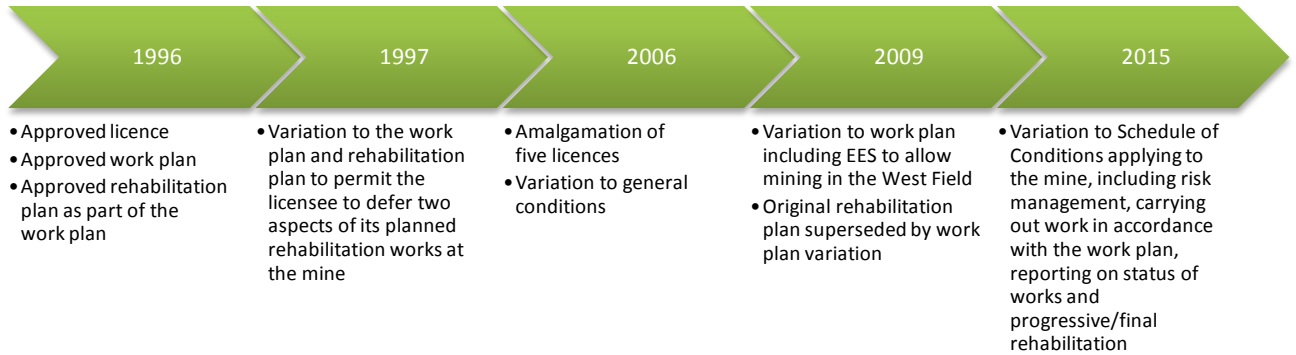 1996
1997
2006
2009
2015
•Approved licence
•Approved work plan
•Approved rehabilitation
plan as part of the
work plan
•Variation to the work
plan and rehabilitation
plan to permit the
licensee to defer two
aspects of its planned
rehabilitation works at
the mine
•Amalgamation of
five licences
•Variation to general
conditions
•Variation to work plan
including EES to allow
mining in the West Field
•Original rehabilitation
plan superseded by work
plan variation
•Variation to Schedule of
Conditions applying to
the mine, including risk
management, carrying
out work in accordance
with the work plan,
reporting on status of
works and
progressive/final
rehabilitation